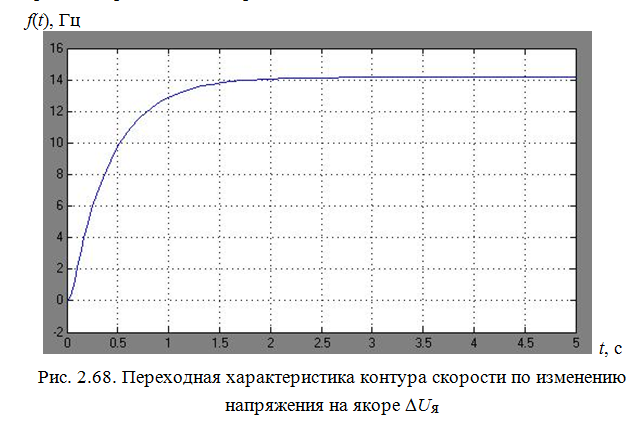 f(t), Гц
16
14
12
10
8
6
4
2
0
-2
0 0.5 1 1.5 2 2.5 3 3.5 4 4.5 5
t, с
Рис. 2.68. Переходная характеристика контура скорости по изменению
напряжения на якоре ΔUЯ